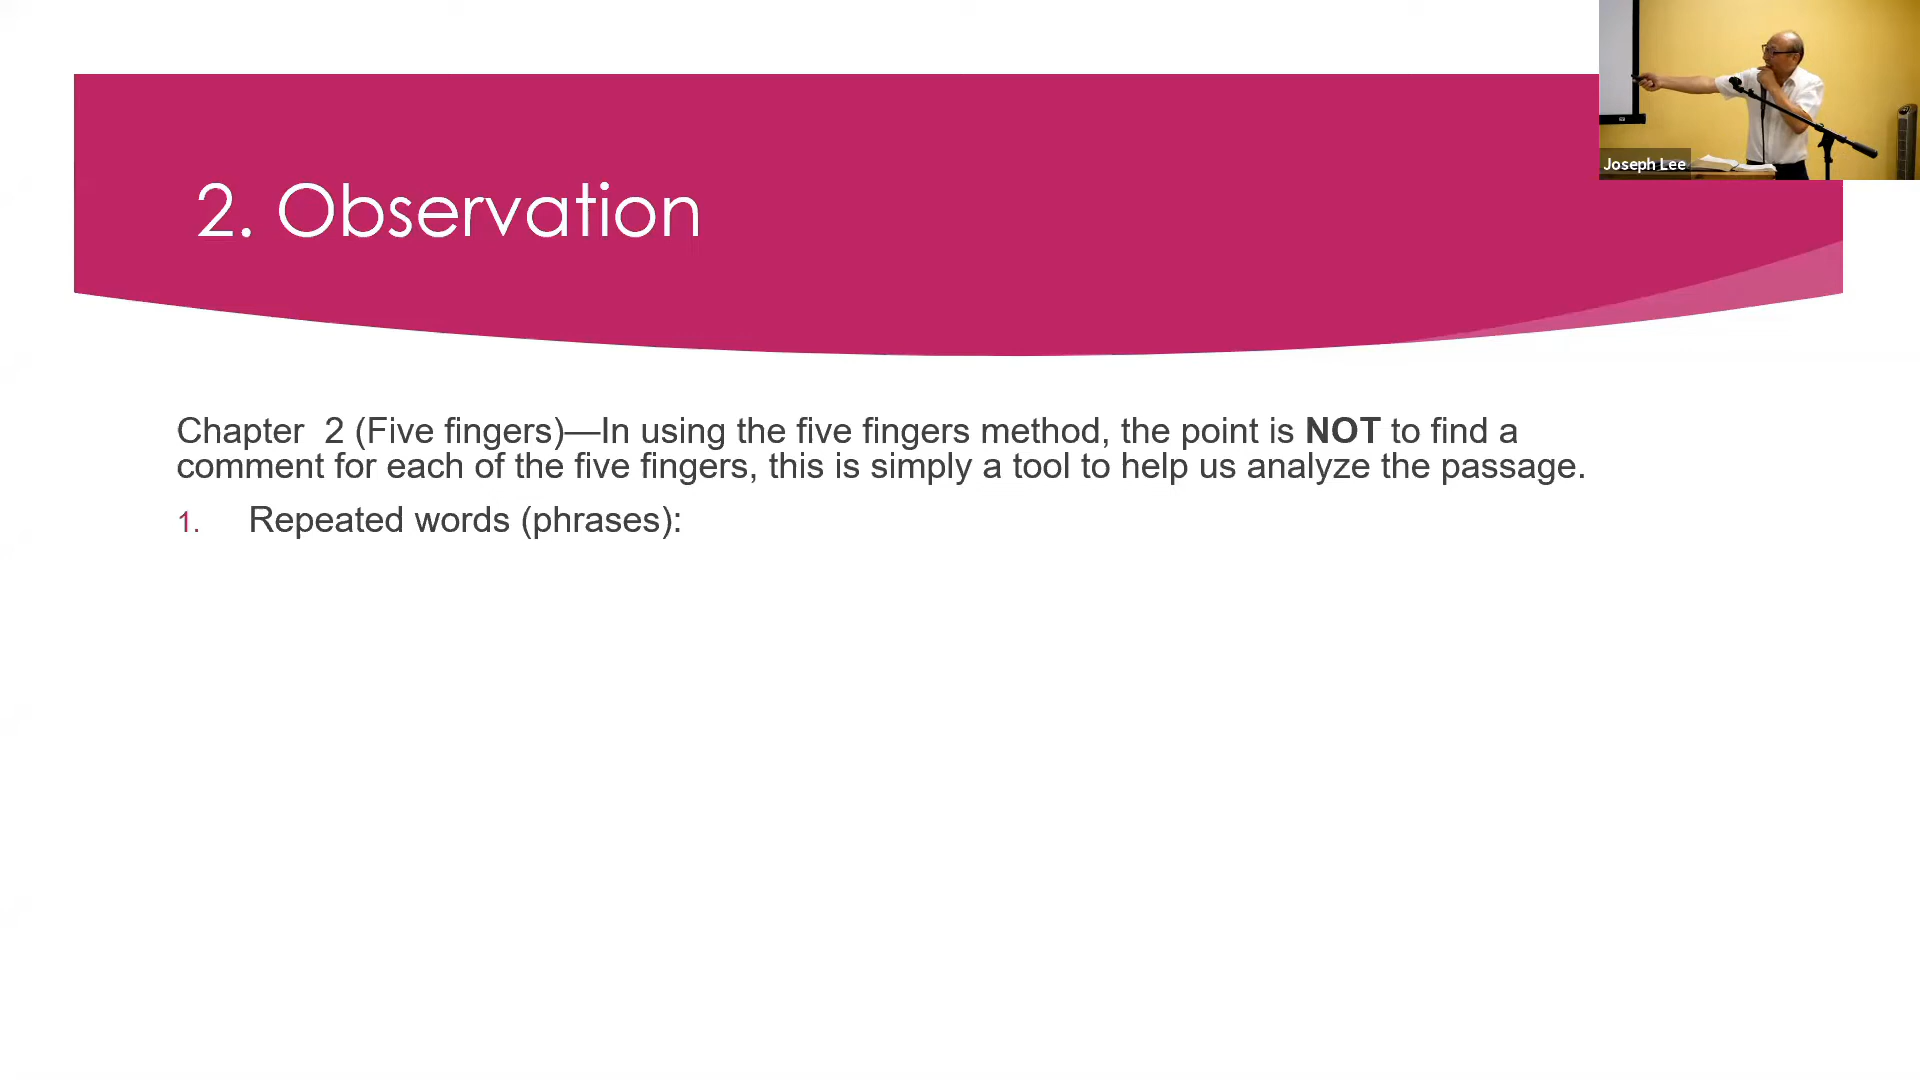 2. Observation
Chapter  2 (Five fingers)—In using the five fingers method, the point is NOT to find a
comment for each of the five fingers, this is simply a tool to help us analyze the passage.
1. Repeated words (phrases):
Joseph Lee